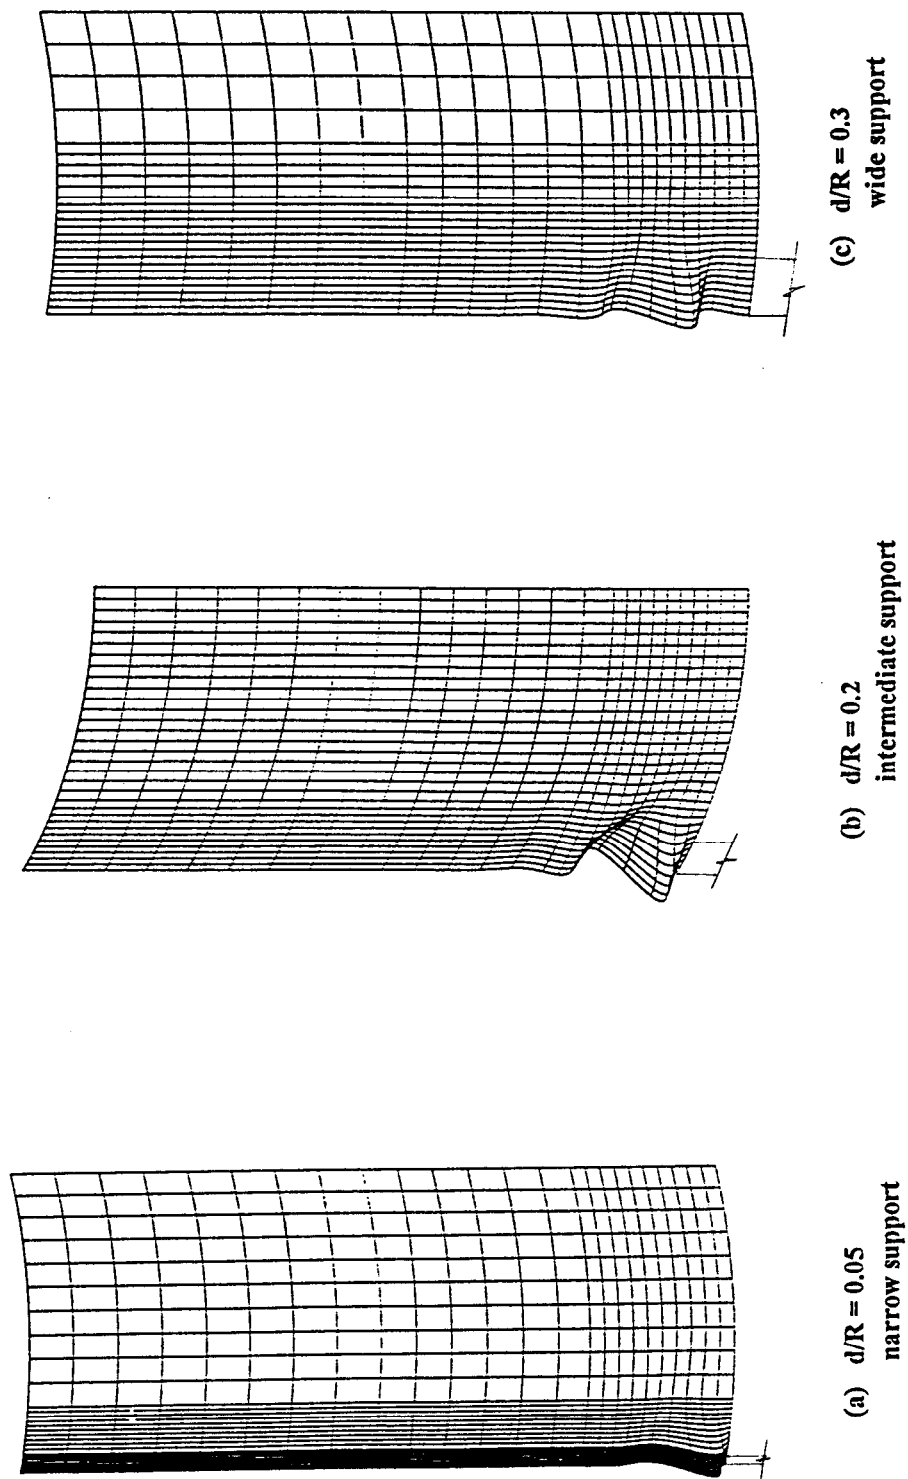 (a) d/R = 0.05
narrow support
(b) d/R = 0.2
intermediate support
(c) d/R = 0.3
wide support